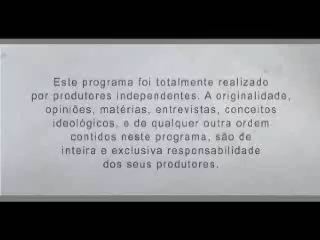 Este programa foi totalmente realizado
por produtores independentes. A originalidade,
opiniões, matérias, entrevistas, conceitos
ideológicos, e de qualquer outra ordem
contidos neste programa, são de
inteira e exclusiva responsabilidade
dos seus produtores.